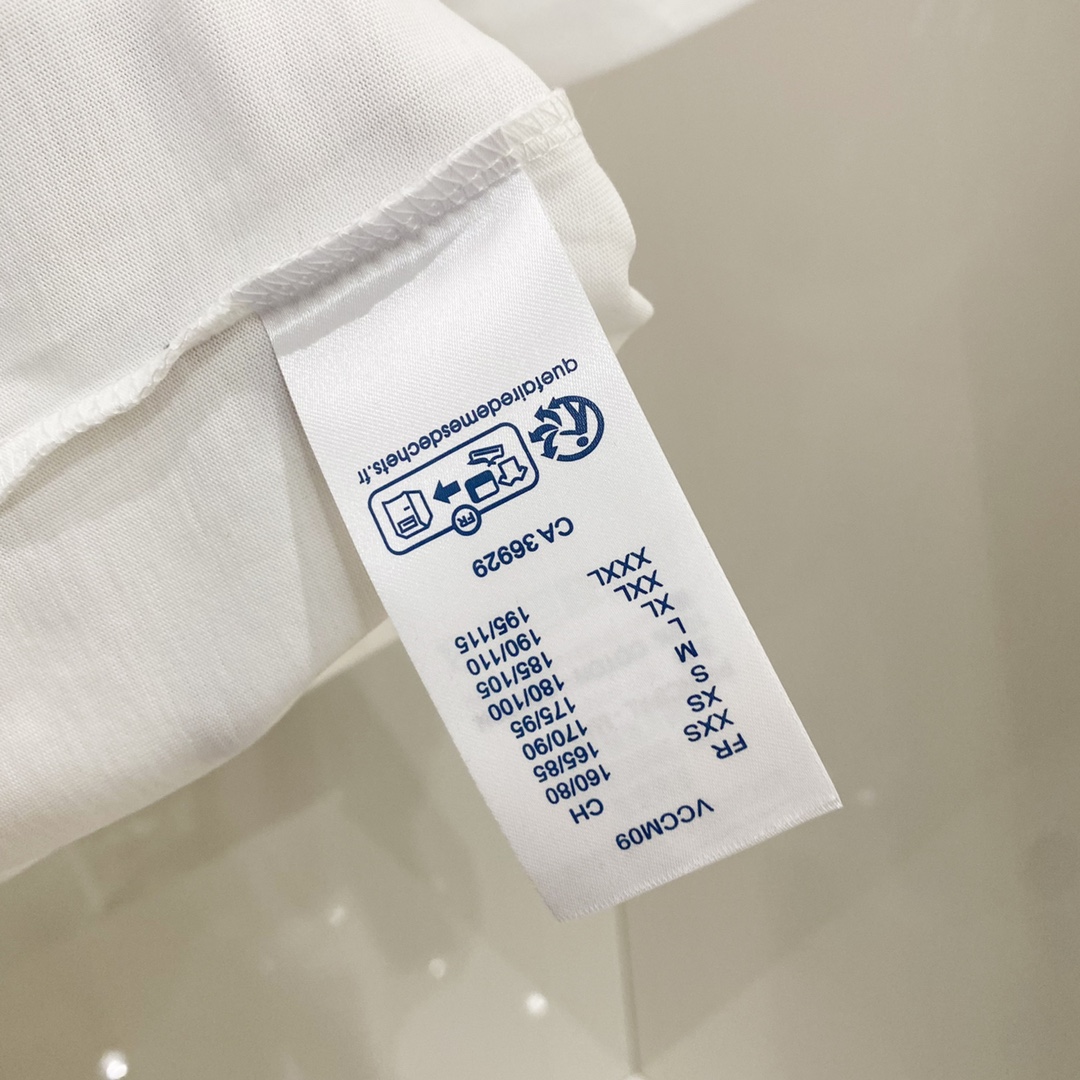 VCCM09
FR CH
XXS 160/80
XS 165/85
S 170/90
M 175/95
L 180/100
XL 185/105
XXL 190/110
XXXL 195/115
CA 36929
FR
quefairedemesdechets.fr